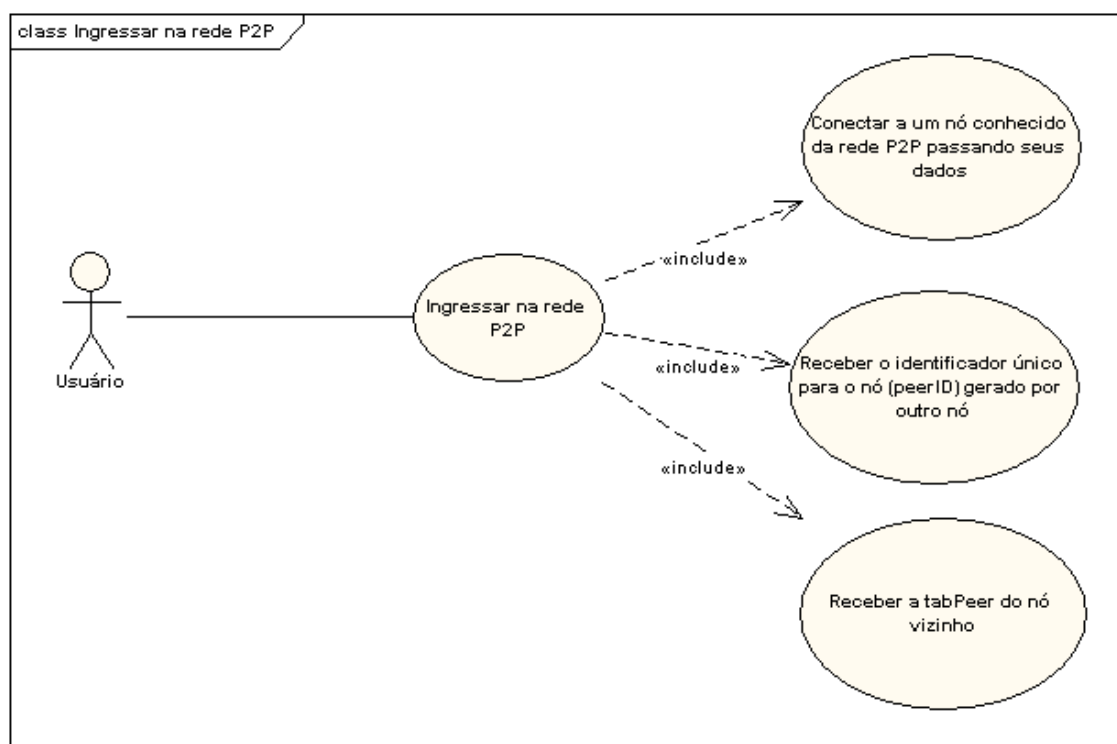 class Ingressar na rede P2P
Conectar a um nó conhecido
da rede P2P passando seus
dados
«include»
Ingressar na rede
P2P
Usuário
«include»
Receber o identificador único
para o nó (peerID) gerado por
outro nó
«include»
Receber a tabPeer do nó
vizinho